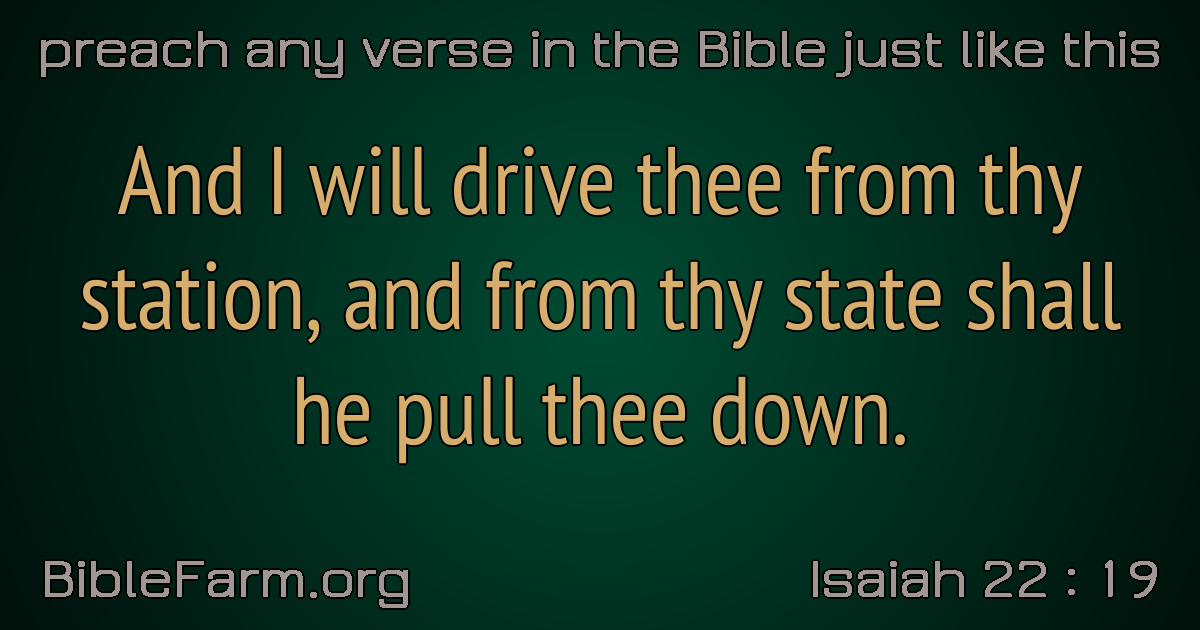 preach any verse in the Bible just like this
And I will drive thee from thy
station, and from thy state shall
he pull thee down.
BibleFarm.org
Isaiah 22 : 19